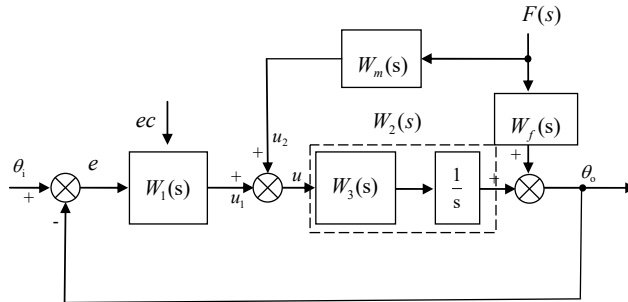 F(s)
W_m(s)
ec
u_2
W_2(s)
W_f(s)
+
+
θ_i
e
+
W_1(s)
+
u_1
u
W_3(s)
1/s
+
θ_o
-